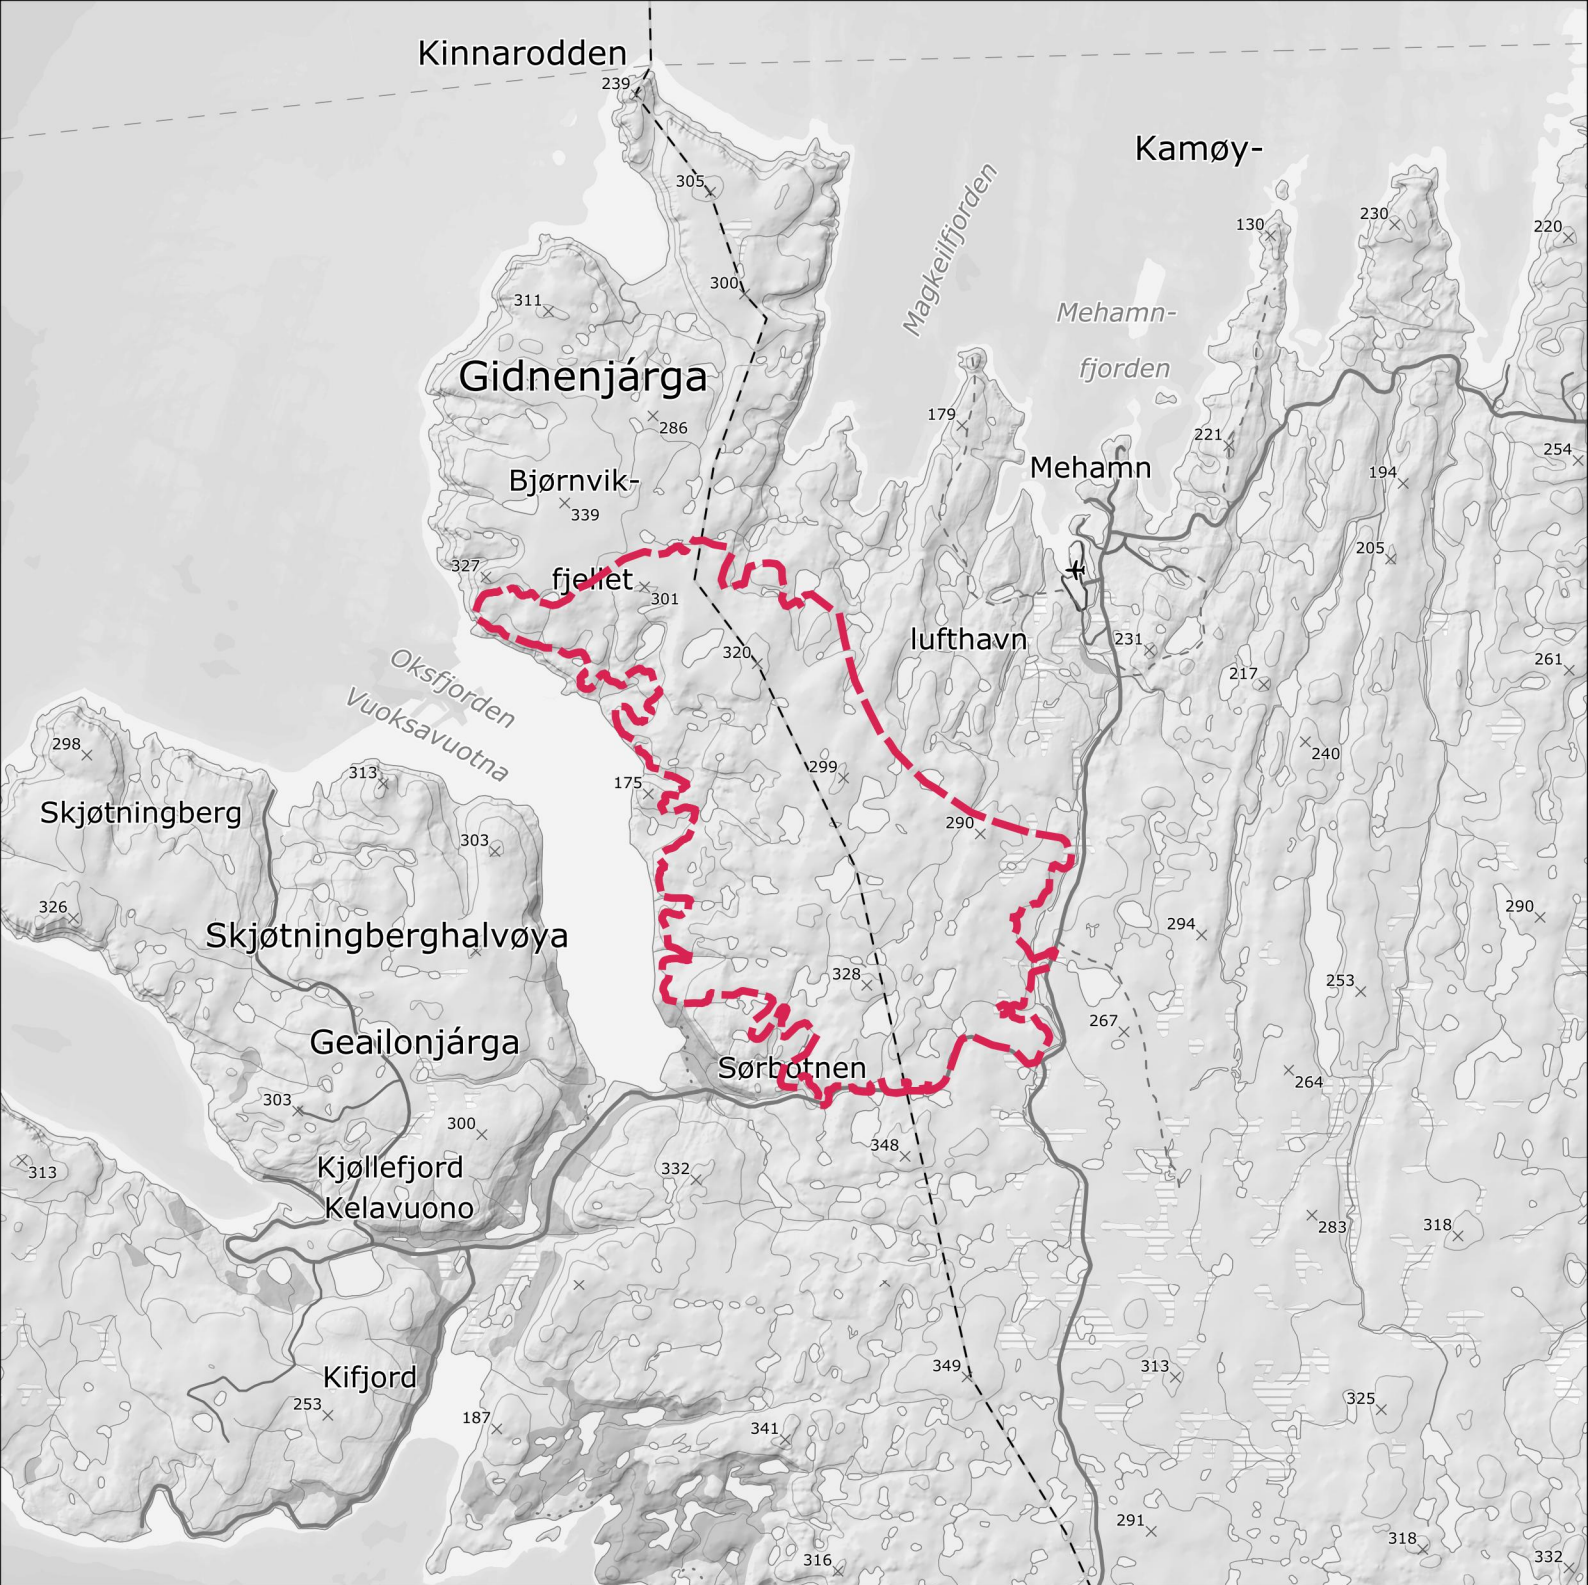 Kinnarodden
239
Kamøy-
305
Magkeilfjorden
130
230
220
300
311
Mehamn-
fjorden
Gidnenjárga
286
179
221
254
Mehamn
194
Bjørnvik-
339
205
327
fjellet
301
lufthavn
231
320
261
217
Oksfjorden
Vuoksavuotna
298
240
313
299
175
Skjøtningberg
290
303
326
290
294
Skjøtningberghalvøya
328
253
267
Geailonjárga
Sørbotnen
264
303
300
348
313
Kjøllefjord
332
Kelavuono
283
318
349
313
Kifjord
325
253
187
341
291
318
316
332